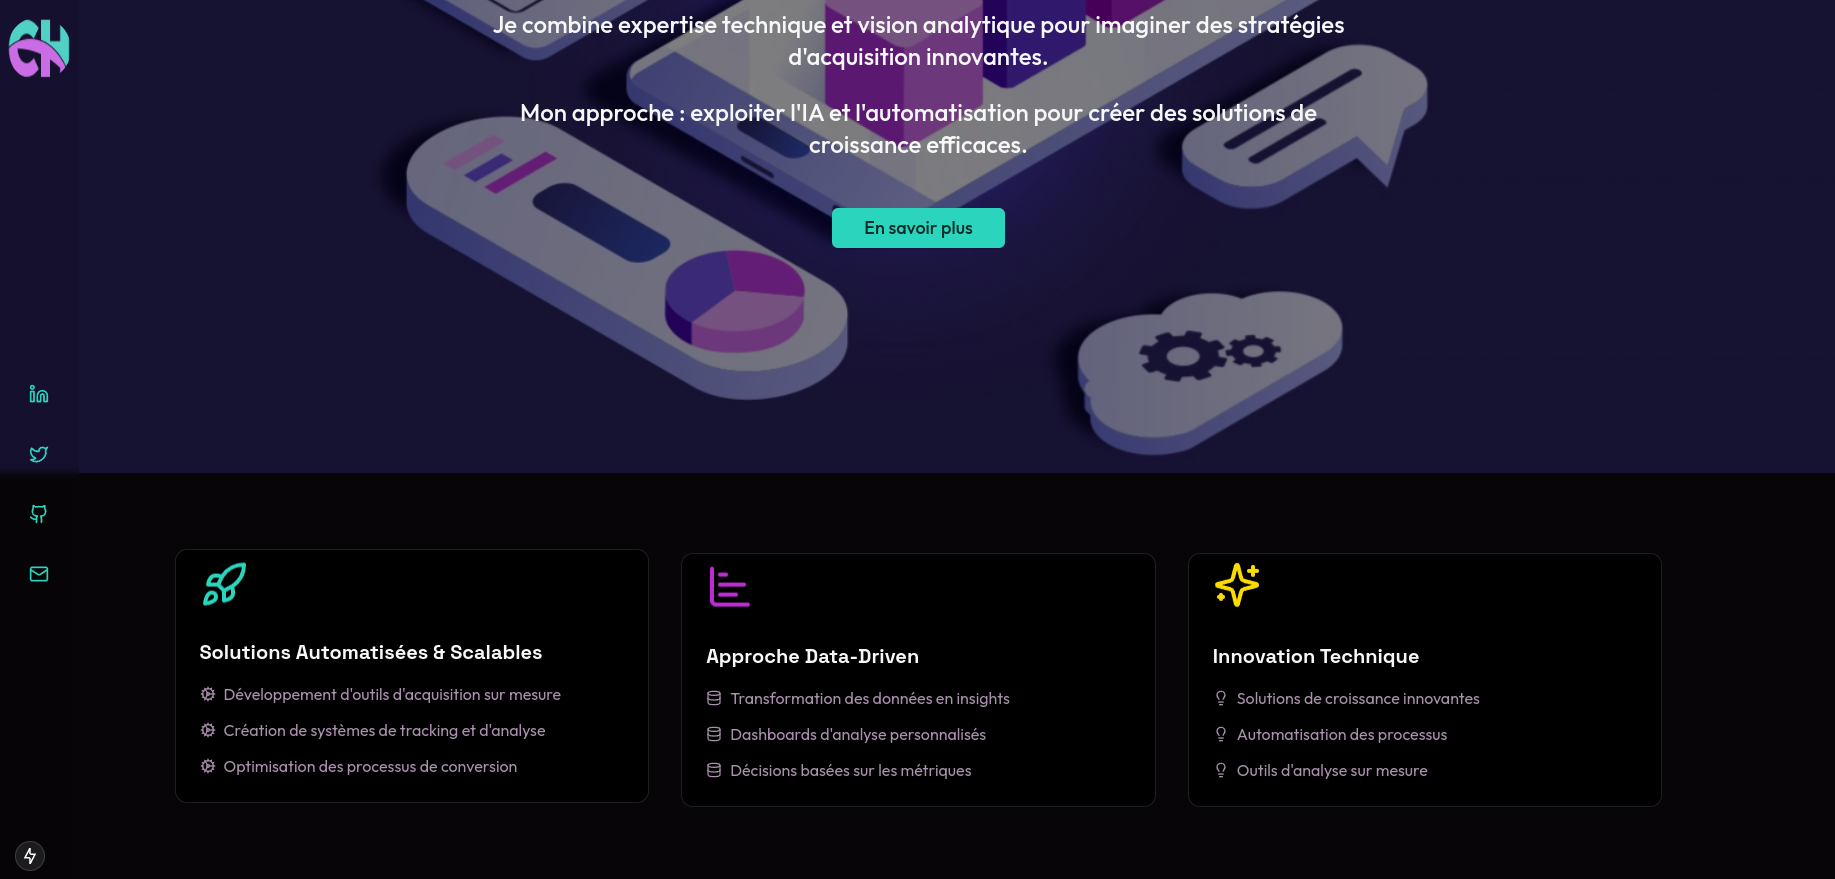 Je combine expertise technique et vision analytique pour imaginer des stratégies
d'acquisition innovantes.
Mon approche : exploiter l'IA et l'automatisation pour créer des solutions de
croissance efficaces.
En savoir plus
Solutions Automatisées & Scalables
Développement d'outils d'acquisition sur mesure
Création de systèmes de tracking et d'analyse
Optimisation des processus de conversion
Approche Data-Driven
Transformation des données en insights
Dashboards d'analyse personnalisés
Décisions basées sur les métriques
Innovation Technique
Solutions de croissance innovantes
Automatisation des processus
Outils d'analyse sur mesure